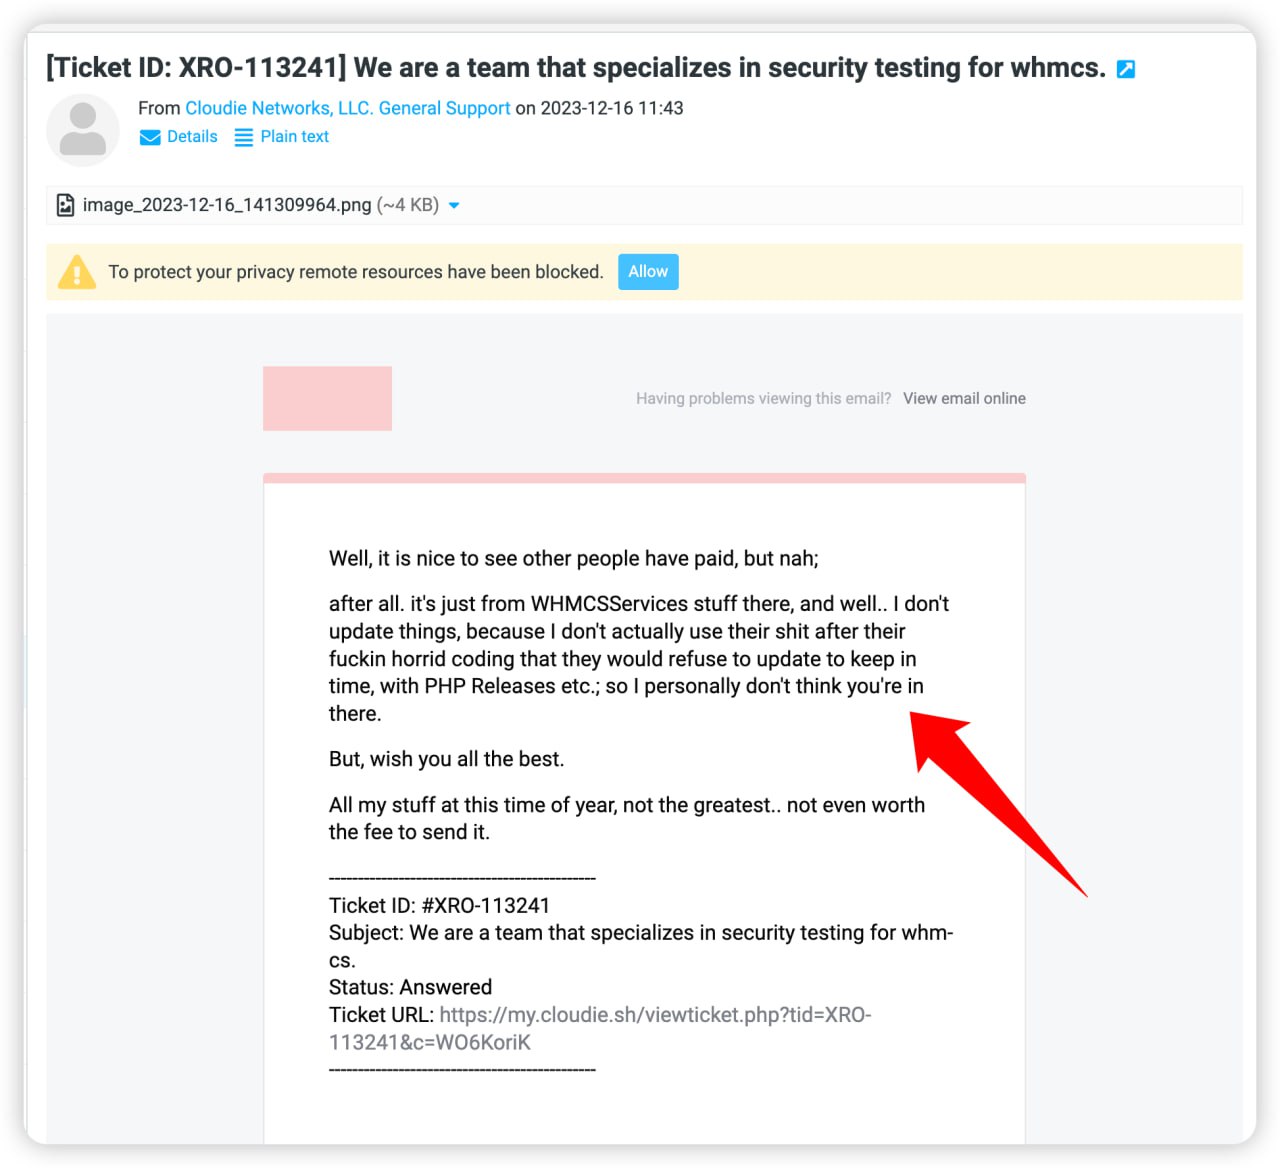 [Ticket ID: XRO-113241] We are a team that specializes in security testing for whmcs.
From Cloudie Networks, LLC. General Support on 2023-12-16 11:43
Details Plain text
image_2023-12-16_141309964.png (~4 KB)
To protect your privacy remote resources have been blocked. Allow
Having problems viewing this email? View email online
Well, it is nice to see other people have paid, but nah;
after all. it's just from WHMCSServices stuff there, and well.. I don't
update things, because I don't actually use their shit after their
fuckin horrid coding that they would refuse to update to keep in
time, with PHP Releases etc.; so I personally don't think you're in
there.
But, wish you all the best.
All my stuff at this time of year, not the greatest.. not even worth
the fee to send it.
----------------------------------------------
Ticket ID: #XRO-113241
Subject: We are a team that specializes in security testing for whm-
cs.
Status: Answered
Ticket URL: https://my.cloudie.sh/viewticket.php?tid=XRO-
113241&c=WO6KoriK
----------------------------------------------